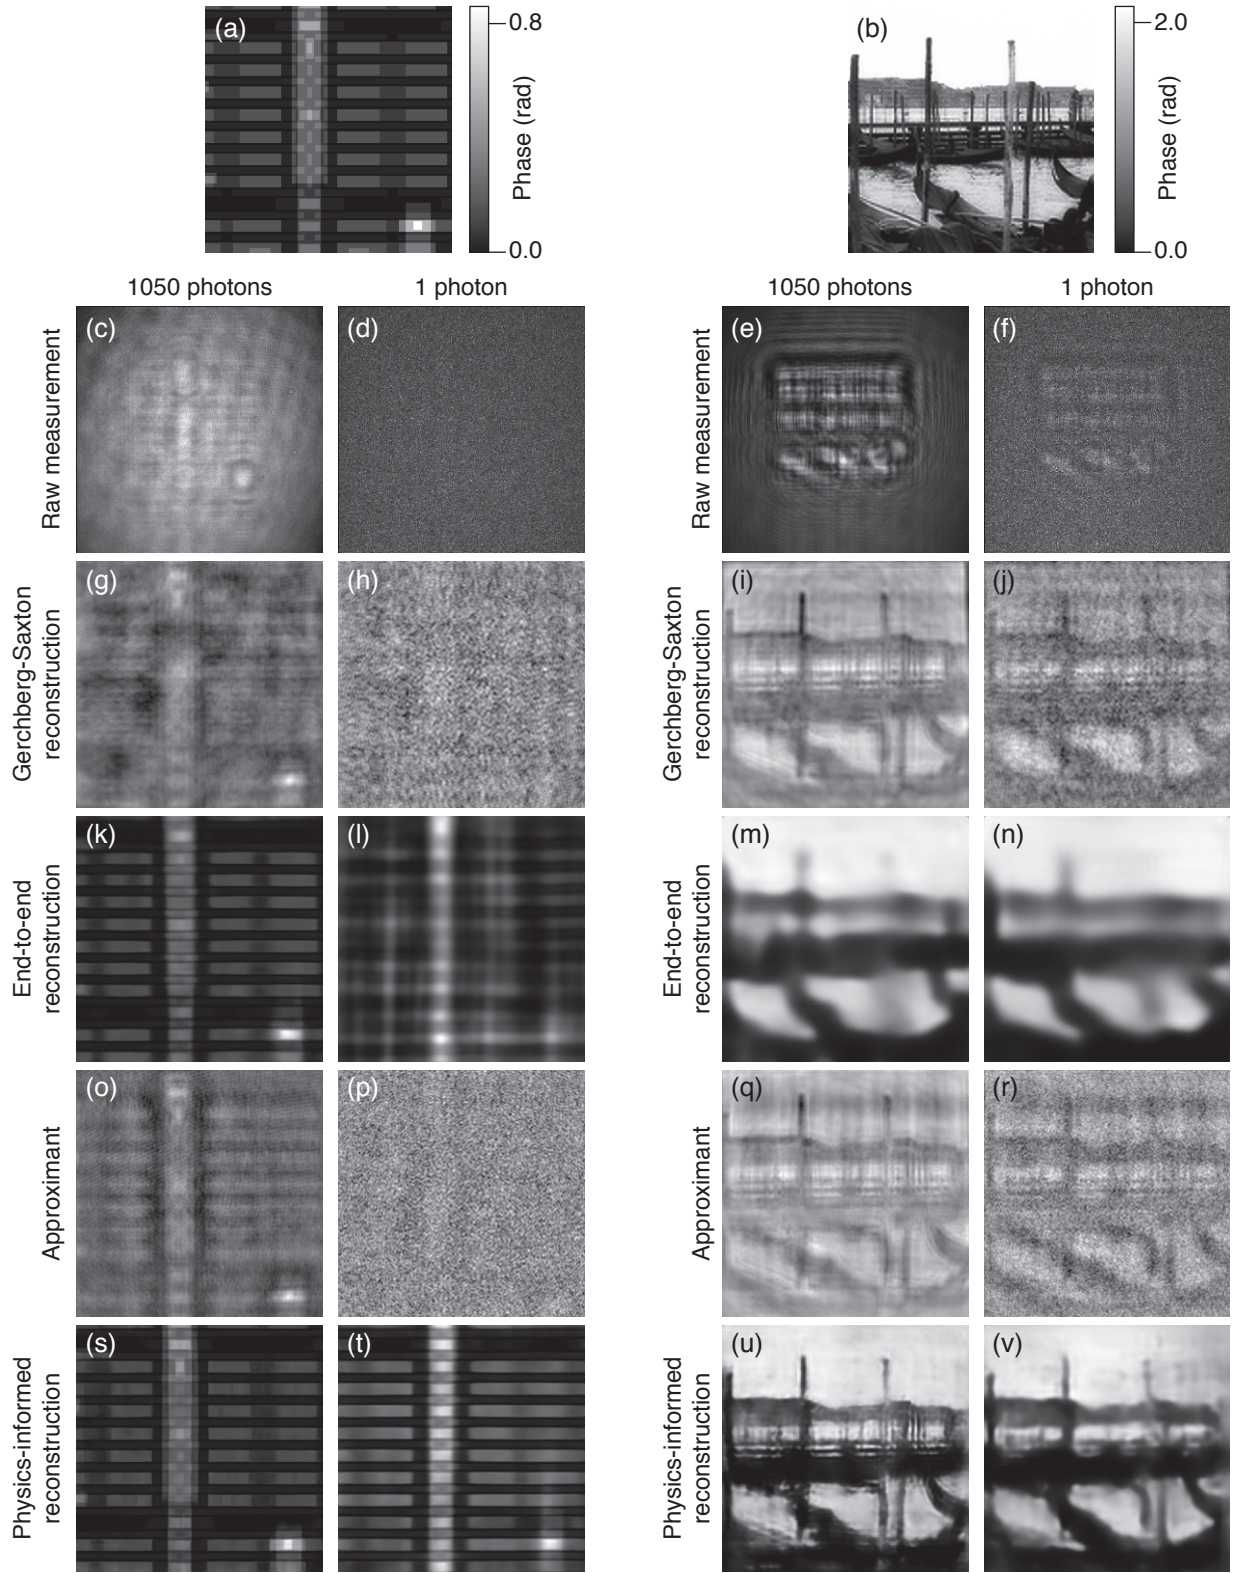 (a)
0.8
Phase (rad)
0.0
(b)
2.0
Phase (rad)
0.0
1050 photons
1 photon
1050 photons
1 photon
Raw measurement
(c)
(d)
Raw measurement
(e)
(f)
Gerchberg-Saxton
reconstruction
(g)
(h)
Gerchberg-Saxton
reconstruction
(i)
(j)
End-to-end
reconstruction
(k)
(l)
End-to-end
reconstruction
(m)
(n)
Approximant
(o)
(p)
Approximant
(q)
(r)
Physics-informed
reconstruction
(s)
(t)
Physics-informed
reconstruction
(u)
(v)